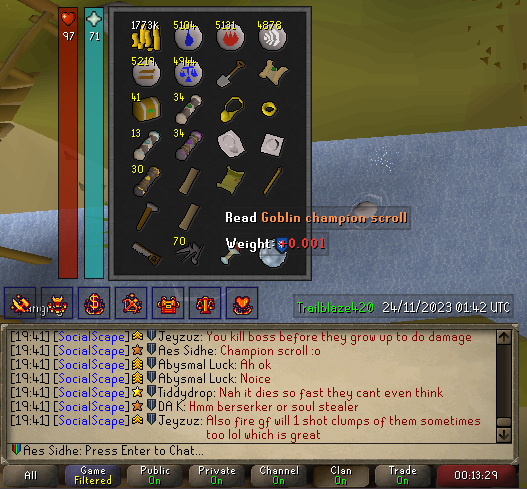 1773K 5104 5131 4878
97 71
5219 4944
41 34
13 34
30
Read Goblin champion scroll
Weight: +0.001
70
Trailblaze420 24/11/2023 01:42 UTC
[19:41] [SocialScape] Jeyzuz: You kill boss before they grow up to do damage
[19:41] [SocialScape] Aes Sidhe: Champion scroll :o
[19:41] [SocialScape] Abysmal Luck: Ah ok
[19:41] [SocialScape] Abysmal Luck: Noice
[19:41] [SocialScape] Tiddydrop: Nah it dies so fast they cant even think
[19:41] [SocialScape] DA K: Hmm berserker or soul stealer
[19:41] [SocialScape] Jeyzuz: Also fire gf will 1 shot clumps of them sometimes
too lol which is great
Aes Sidhe: Press Enter to Chat...
All Game Public Private Channel Clan Trade 00:13:29
Filtered On On On On On